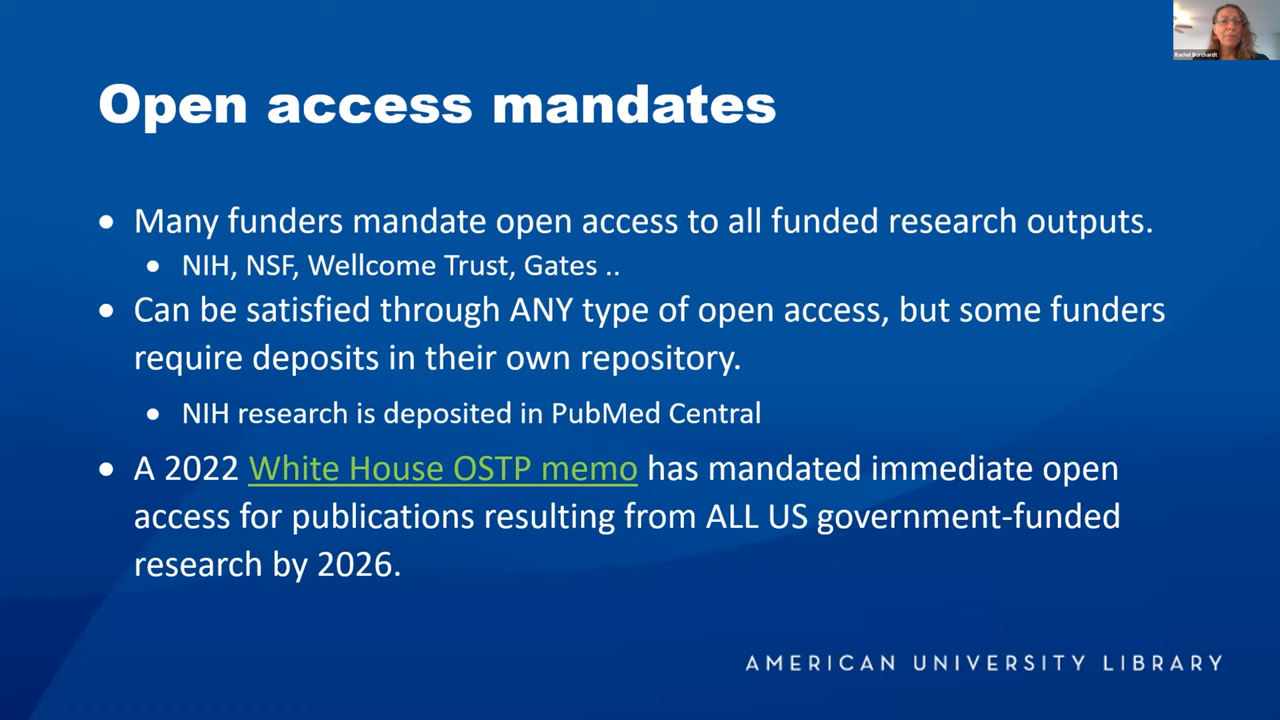 Rachel Borchardt
Open access mandates
• Many funders mandate open access to all funded research outputs.
• NIH, NSF, Wellcome Trust, Gates ..
• Can be satisfied through ANY type of open access, but some funders
require deposits in their own repository.
• NIH research is deposited in PubMed Central
• A 2022 White House OSTP memo has mandated immediate open
access for publications resulting from ALL US government-funded
research by 2026.
AMERICAN UNIVERSITY LIBRARY